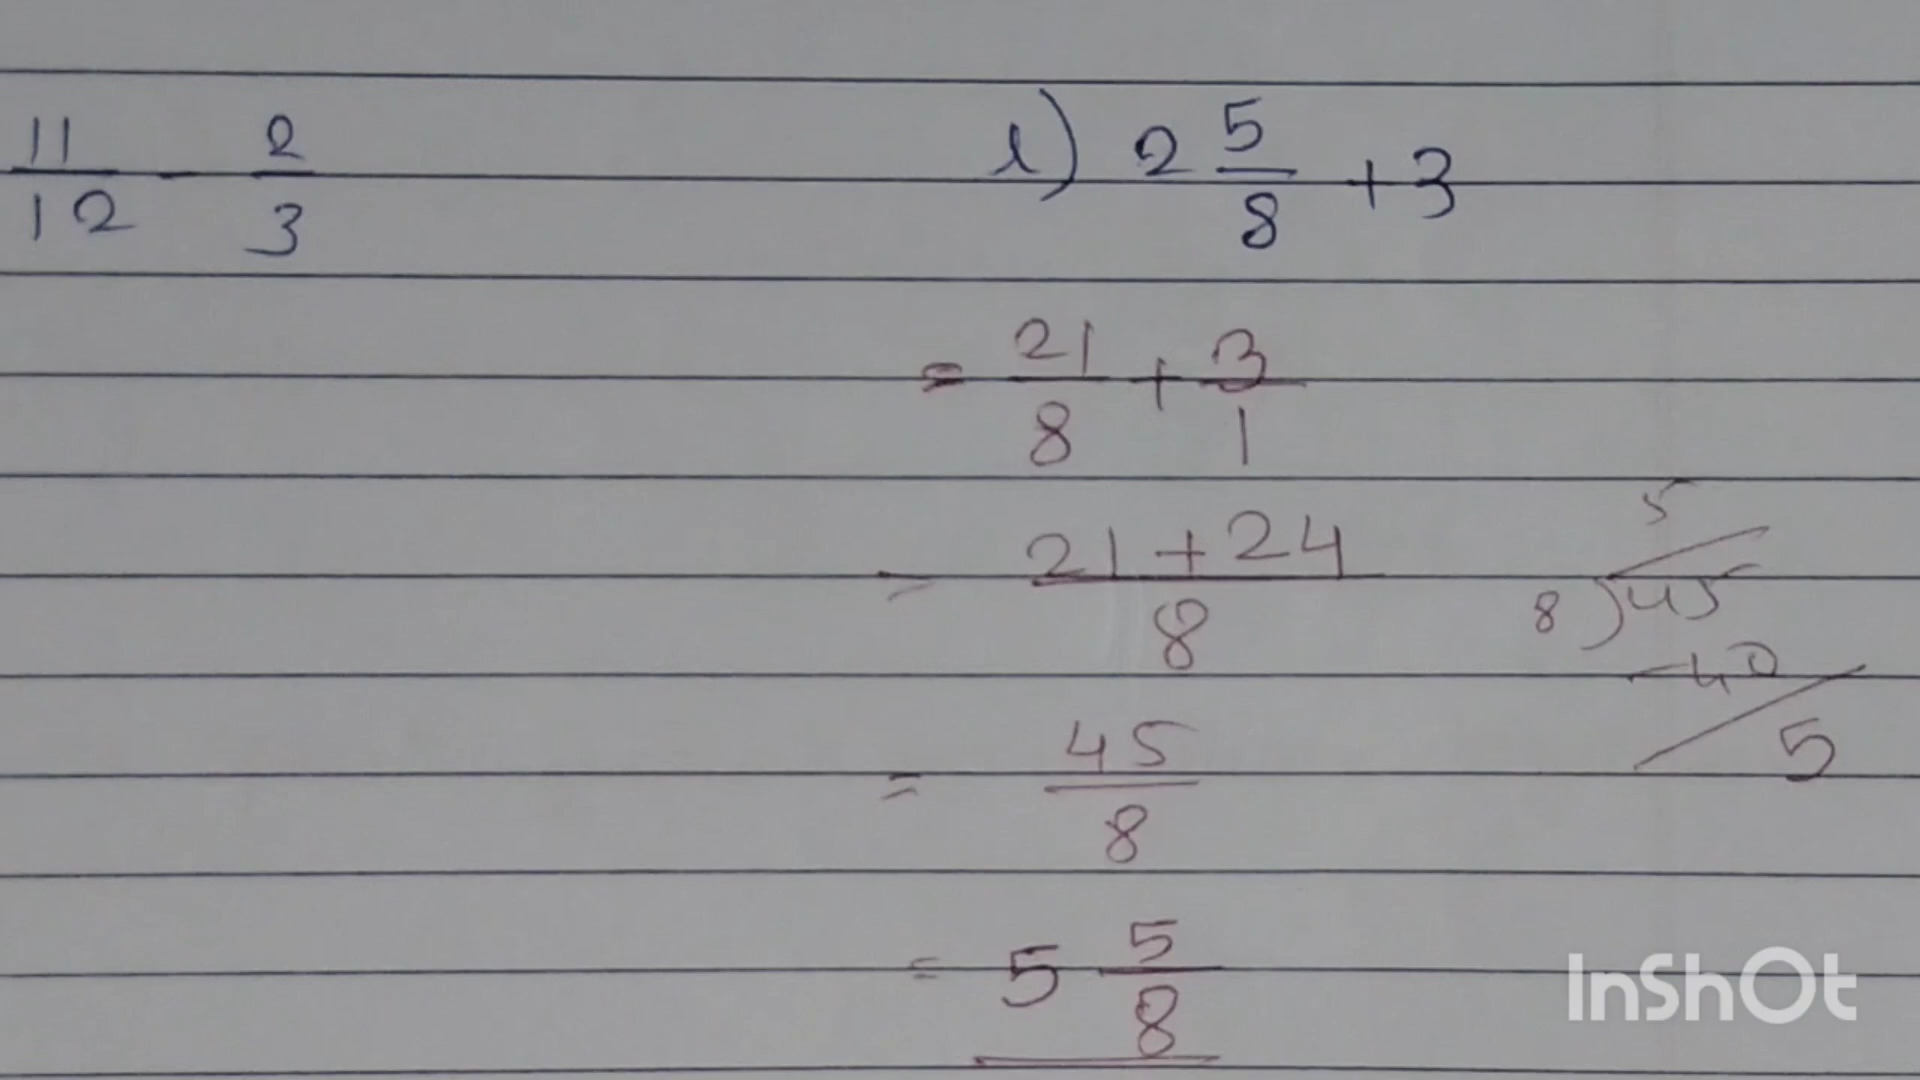 11/12 - 2/3
l) 2 5/8 + 3
= 21/8 + 3/1
= 21 + 24/8
= 45/8
= 5 5/8
5
8)45
-40
5
InShOt